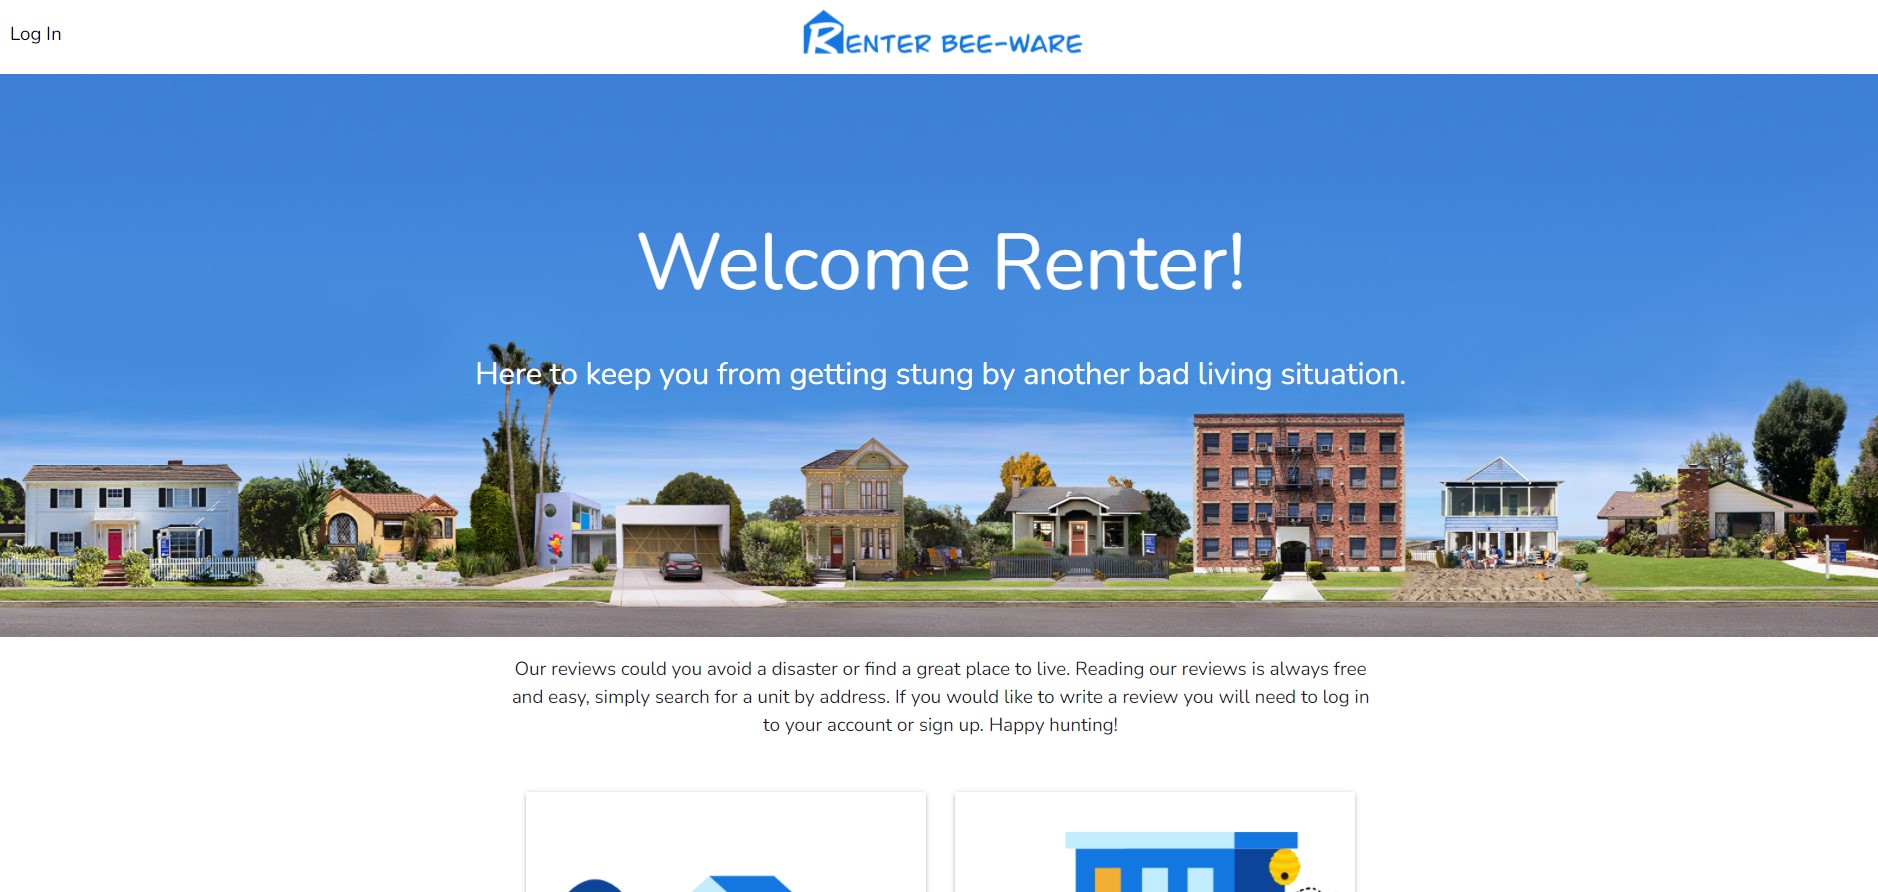 Log In
RENTER BEE-WARE
Welcome Renter!
Here to keep you from getting stung by another bad living situation.
Our reviews could you avoid a disaster or find a great place to live. Reading our reviews is always free
and easy, simply search for a unit by address. If you would like to write a review you will need to log in
to your account or sign up. Happy hunting!